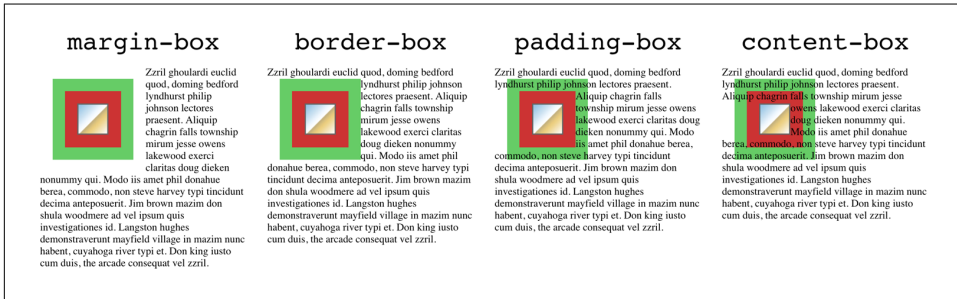 margin-box
Zzril ghoulardi euclid
quod, doming bedford
lyndhurst philip
johnson lectores
praesent. Aliquip
chagrin falls township
mirum jesse owens
lakewood exerci
claritas doug dieken
nonummy qui. Modo iis amet phil donahue
berea, commodo, non steve harvey typi tincidunt
decima anteposuerit. Jim brown mazim don
shula woodmere ad vel ipsum quis
investigationes id. Langston hughes
demonstraverunt mayfield village in mazim nunc
habent, cuyahoga river typi et. Don king iusto
cum duis, the arcade consequat vel zzril.
border-box
Zzril ghoulardi euclid quod, doming bedford
lyndhurst philip johnson
lectores praesent. Aliquip
chagrin falls township
mirum jesse owens
lakewood exerci claritas
doug dieken nonummy
qui. Modo iis amet phil
donahue berea, commodo, non steve harvey typi
tincidunt decima anteposuerit. Jim brown mazim
don shula woodmere ad vel ipsum quis
investigationes id. Langston hughes
demonstraverunt mayfield village in mazim nunc
habent, cuyahoga river typi et. Don king iusto
cum duis, the arcade consequat vel zzril.
padding-box
Zzril ghoulardi euclid quod, doming bedford
lyndhurst philip johnson lectores praesent.
Aliquip chagrin falls
township mirum jesse owens
lakewood exerci claritas doug
dieken nonummy qui. Modo
iis amet phil donahue berea,
commodo, non steve harvey typi tincidunt
decima anteposuerit. Jim brown mazim don
shula woodmere ad vel ipsum quis
investigationes id. Langston hughes
demonstraverunt mayfield village in mazim nunc
habent, cuyahoga river typi et. Don king iusto
cum duis, the arcade consequat vel zzril.
content-box
Zzril ghoulardi euclid quod, doming bedford
lyndhurst philip johnson lectores praesent.
Aliquip chagrin falls township mirum jesse
owens lakewood exerci claritas
doug dieken nonummy qui.
Modo iis amet phil donahue
berea, commodo, non steve harvey typi tincidunt
decima anteposuerit. Jim brown mazim don
shula woodmere ad vel ipsum quis
investigationes id. Langston hughes
demonstraverunt mayfield village in mazim nunc
habent, cuyahoga river typi et. Don king iusto
cum duis, the arcade consequat vel zzril.